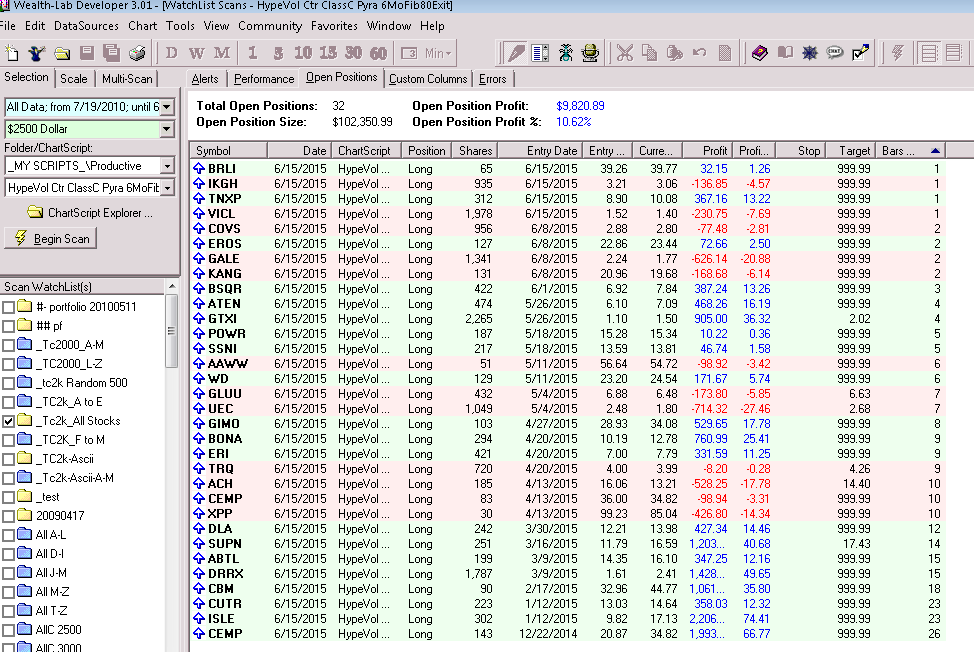 Wealth-Lab Developer 3.01 - [WatchList Scans - HypeVol Ctr ClassC Pyra 6MoFib80Exit]
File Edit DataSources Chart Tools View Community Favorites Window Help
D W M 1 3 10 15 30 60 Min
Selection Scale Multi-Scan
All Data; from 7/19/2010; until 6
$2500 Dollar
Folder/ChartScript:
_MY SCRIPTS_\Productive
HypeVol Ctr ClassC Pyra 6MoFib
ChartScript Explorer ...
Begin Scan
Scan WatchList(s)
#- portfolio 20100511
## pf
_Tc2000_A-M
_TC2000_L-Z
_tc2k Random 500
_TC2k_A to E
_Tc2k_All Stocks
_TC2K_F to M
_TC2k-Ascii
_Tc2k-Ascii-A-M
_test
20090417
All A-L
All D-I
All J-M
All M-Z
All T-Z
AllC 2500
AllC 3000
Alerts Performance Open Positions Custom Columns Errors
Total Open Positions: 32 Open Position Profit: $9,820.89
Open Position Size: $102,350.99 Open Position Profit %: 10.62%
Symbol Date ChartScript Position Shares Entry Date Entry ... Curre... Profit Profi... Stop Target Bars ...
BRLI 6/15/2015 HypeVol ... Long 65 6/15/2015 39.26 39.77 32.15 1.26 999.99 1
IKGH 6/15/2015 HypeVol ... Long 935 6/15/2015 3.21 3.06 -136.85 -4.57 999.99 1
TNXP 6/15/2015 HypeVol ... Long 312 6/15/2015 8.90 10.08 367.16 13.22 999.99 1
VICL 6/15/2015 HypeVol ... Long 1,978 6/15/2015 1.52 1.40 -230.75 -7.69 999.99 1
COVS 6/15/2015 HypeVol ... Long 956 6/8/2015 2.88 2.80 -77.48 -2.81 999.99 2
EROS 6/15/2015 HypeVol ... Long 127 6/8/2015 22.86 23.44 72.66 2.50 999.99 2
GALE 6/15/2015 HypeVol ... Long 1,341 6/8/2015 2.24 1.77 -626.14 -20.88 999.99 2
KANG 6/15/2015 HypeVol ... Long 131 6/8/2015 20.96 19.68 -168.68 -6.14 999.99 2
BSQR 6/15/2015 HypeVol ... Long 422 6/1/2015 6.92 7.84 387.24 13.26 999.99 3
ATEN 6/15/2015 HypeVol ... Long 474 5/26/2015 6.10 7.09 468.26 16.19 999.99 4
GTXI 6/15/2015 HypeVol ... Long 2,265 5/26/2015 1.10 1.50 905.00 36.32 2.02 4
POWR 6/15/2015 HypeVol ... Long 187 5/18/2015 15.28 15.34 10.22 0.36 999.99 5
SSNI 6/15/2015 HypeVol ... Long 217 5/18/2015 13.59 13.81 46.74 1.58 999.99 5
AAWW 6/15/2015 HypeVol ... Long 51 5/11/2015 56.64 54.72 -98.92 -3.42 999.99 6
WD 6/15/2015 HypeVol ... Long 129 5/11/2015 23.20 24.54 171.67 5.74 999.99 6
GLUU 6/15/2015 HypeVol ... Long 432 5/4/2015 6.88 6.48 -173.80 -5.85 6.63 7
UEC 6/15/2015 HypeVol ... Long 1,049 5/4/2015 2.48 1.80 -714.32 -27.46 2.68 7
GIMO 6/15/2015 HypeVol ... Long 103 4/27/2015 28.93 34.08 529.65 17.78 999.99 8
BONA 6/15/2015 HypeVol ... Long 294 4/20/2015 10.19 12.78 760.99 25.41 999.99 9
ERI 6/15/2015 HypeVol ... Long 421 4/20/2015 7.00 7.79 331.59 11.25 999.99 9
TRQ 6/15/2015 HypeVol ... Long 720 4/20/2015 4.00 3.99 -8.20 -0.28 4.26 9
ACH 6/15/2015 HypeVol ... Long 185 4/13/2015 16.06 13.21 -528.25 -17.78 14.40 10
CEMP 6/15/2015 HypeVol ... Long 83 4/13/2015 36.00 34.82 -98.94 -3.31 999.99 10
XPP 6/15/2015 HypeVol ... Long 30 4/13/2015 99.23 85.04 -426.80 -14.34 999.99 10
DLA 6/15/2015 HypeVol ... Long 242 3/30/2015 12.21 13.98 427.34 14.46 999.99 12
SUPN 6/15/2015 HypeVol ... Long 251 3/16/2015 11.79 16.59 1,203... 40.68 17.43 14
ABTL 6/15/2015 HypeVol ... Long 199 3/9/2015 14.35 16.10 347.25 12.16 999.99 15
DRRX 6/15/2015 HypeVol ... Long 1,787 3/9/2015 1.61 2.41 1,428... 49.65 999.99 15
CBM 6/15/2015 HypeVol ... Long 90 2/17/2015 32.96 44.77 1,061... 35.80 999.99 18
CUTR 6/15/2015 HypeVol ... Long 223 1/12/2015 13.03 14.64 358.03 12.32 999.99 23
ISLE 6/15/2015 HypeVol ... Long 302 1/12/2015 9.82 17.13 2,206... 74.41 999.99 23
CEMP 6/15/2015 HypeVol ... Long 143 12/22/2014 20.87 34.82 1,993... 66.77 999.99 26